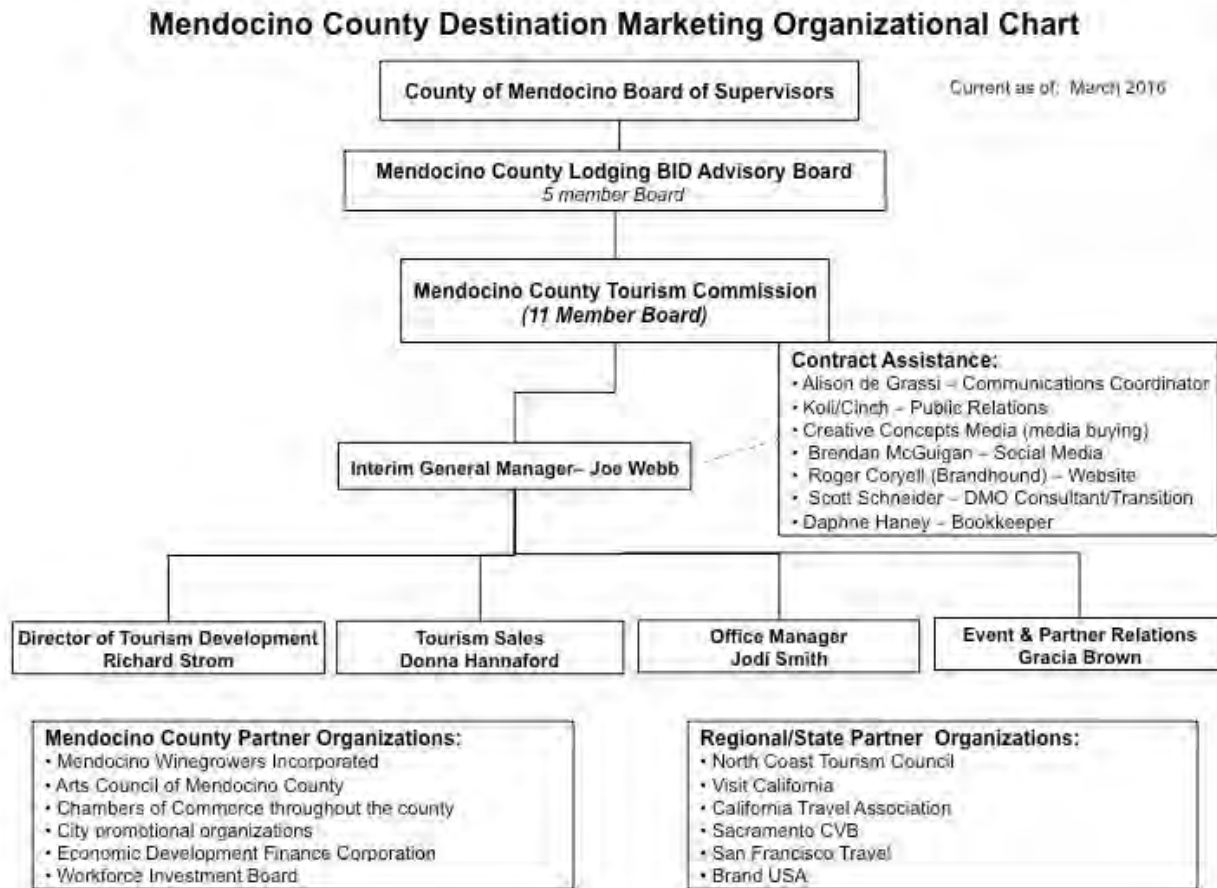 Mendocino County Destination Marketing Organizational Chart
Current as of: March 2016
County of Mendocino Board of Supervisors
Mendocino County Lodging BID Advisory Board
5 member Board
Mendocino County Tourism Commission
(11 Member Board)
Contract Assistance:
• Alison de Grassi – Communications Coordinator
• Koli/Cinch – Public Relations
• Creative Concepts Media (media buying)
• Brendan McGuigan – Social Media
• Roger Coryell (Brandhound) – Website
• Scott Schneider – DMO Consultant/Transition
• Daphne Haney – Bookkeeper
Interim General Manager– Joe Webb
Director of Tourism Development
Richard Strom
Tourism Sales
Donna Hannaford
Office Manager
Jodi Smith
Event & Partner Relations
Gracia Brown
Mendocino County Partner Organizations:
• Mendocino Winegrowers Incorporated
• Arts Council of Mendocino County
• Chambers of Commerce throughout the county
• City promotional organizations
• Economic Development Finance Corporation
• Workforce Investment Board
Regional/State Partner Organizations:
• North Coast Tourism Council
• Visit California
• California Travel Association
• Sacramento CVB
• San Francisco Travel
• Brand USA